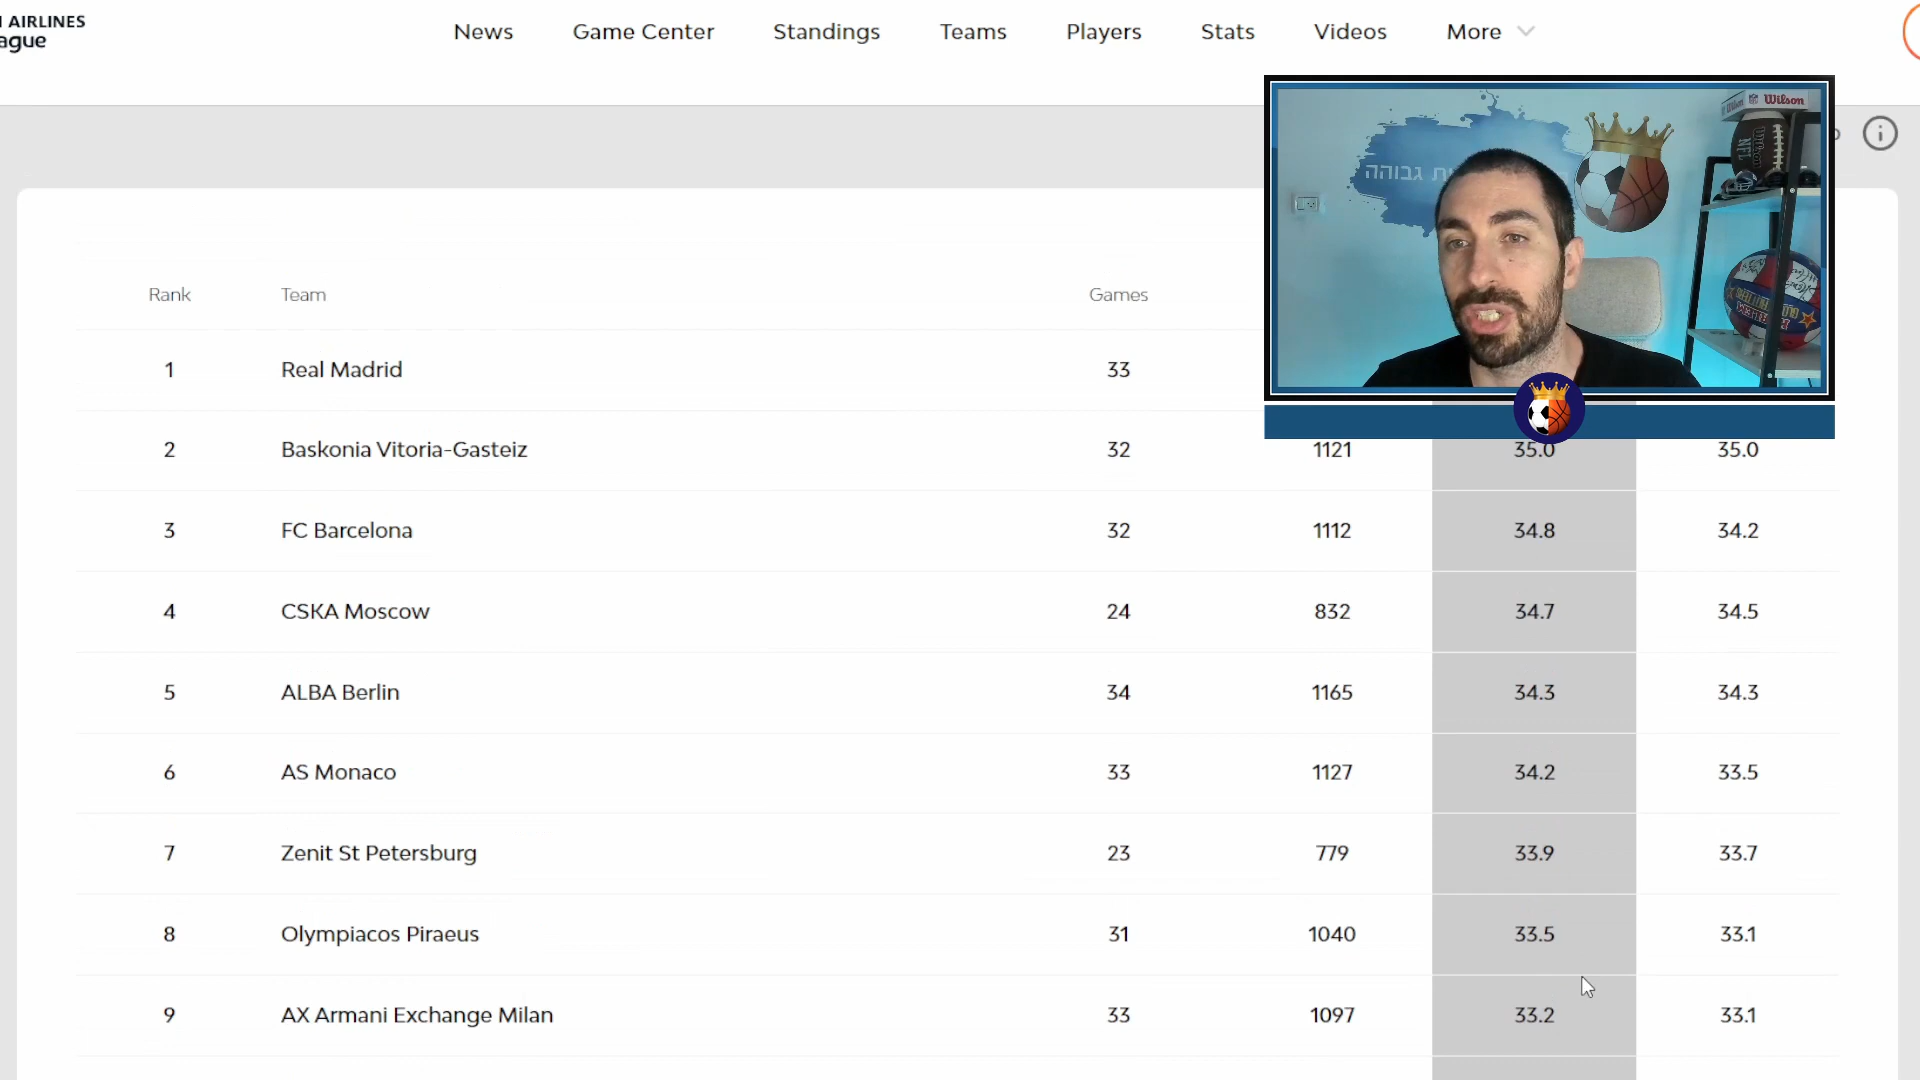 AIRLINES
ague
News Game Center Standings Teams Players Stats Videos More
Wilson
NFL
Rank Team Games
1 Real Madrid 33
2 Baskonia Vitoria-Gasteiz 32 1121 35.0 35.0
3 FC Barcelona 32 1112 34.8 34.2
4 CSKA Moscow 24 832 34.7 34.5
5 ALBA Berlin 34 1165 34.3 34.3
6 AS Monaco 33 1127 34.2 33.5
7 Zenit St Petersburg 23 779 33.9 33.7
8 Olympiacos Piraeus 31 1040 33.5 33.1
9 AX Armani Exchange Milan 33 1097 33.2 33.1